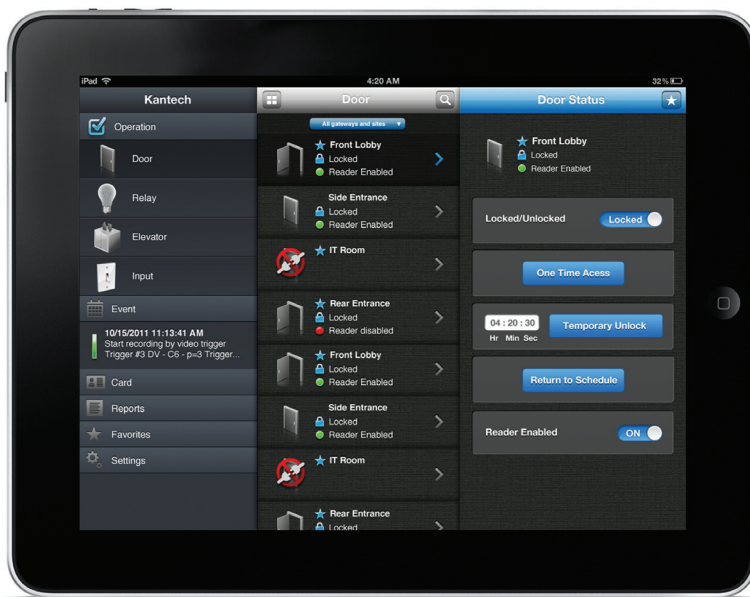 iPad
4:20 AM
32%
Kantech
Operation
Door
Relay
Elevator
Input
Event
10/15/2011 11:13:41 AM
Start recording by video trigger
Trigger #3 DV - C6 - p=3 Trigger...
Card
Reports
Favorites
Settings
Door
All gateways and sites
Front Lobby
Locked
Reader Enabled
Side Entrance
Locked
Reader Enabled
IT Room
Rear Entrance
Locked
Reader disabled
Front Lobby
Locked
Reader Enabled
Side Entrance
Locked
Reader Enabled
IT Room
Rear Entrance
Locked
Door Status
Front Lobby
Locked
Reader Enabled
Locked/Unlocked Locked
One Time Acess
04 : 20 : 30 Temporary Unlock
Hr Min Sec
Return to Schedule
Reader Enabled ON